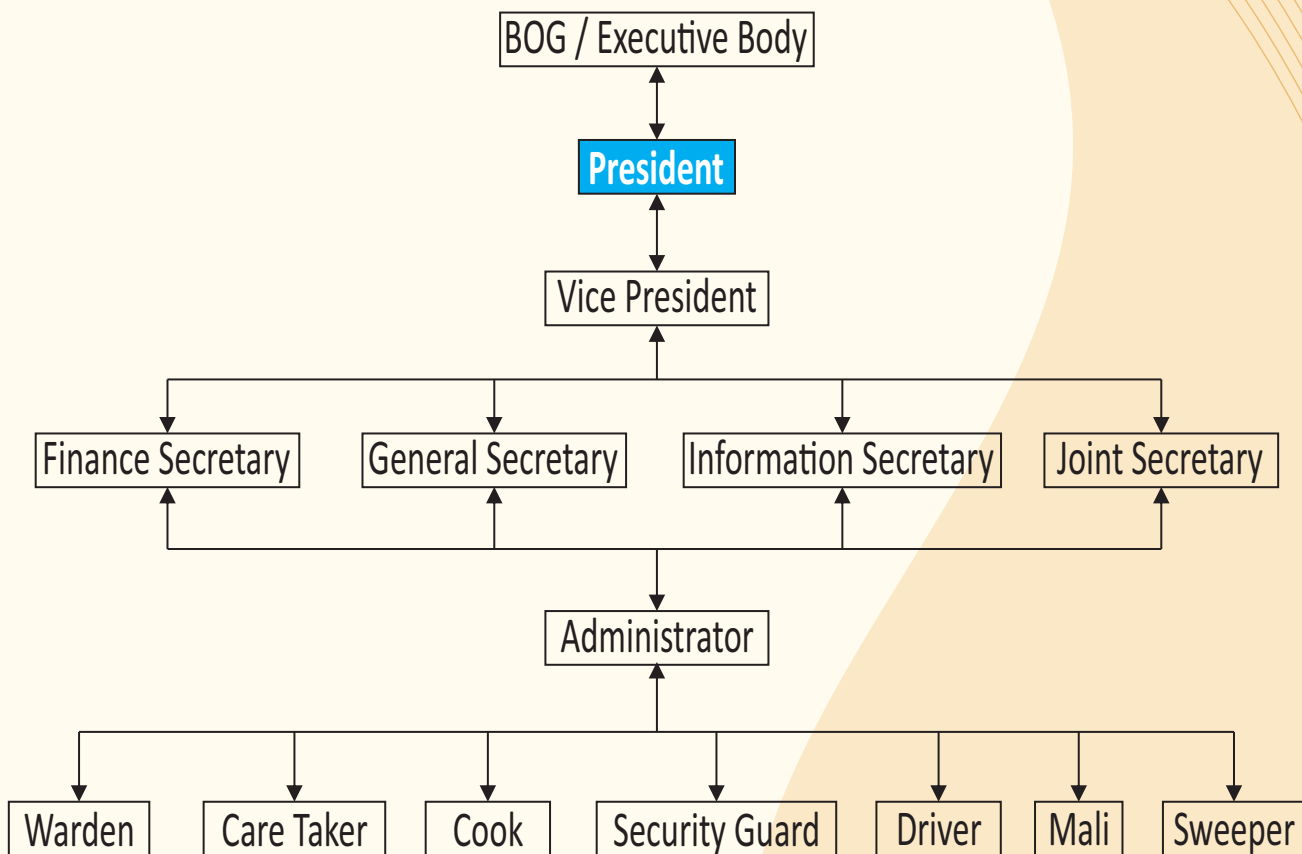 BOG / Executive Body
President
Vice President
Finance Secretary
General Secretary
Information Secretary
Joint Secretary
Administrator
Warden
Care Taker
Cook
Security Guard
Driver
Mali
Sweeper